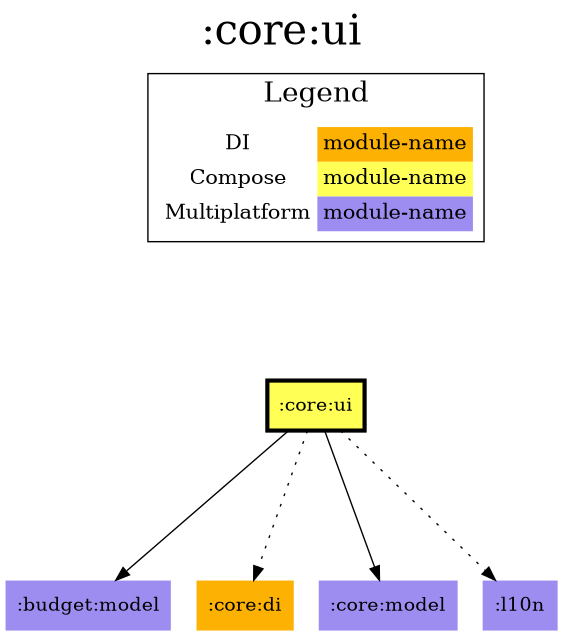 :core:ui
Legend
DI module-name
Compose module-name
Multiplatform module-name
:core:ui
:budget:model :core:di :core:model :l10n